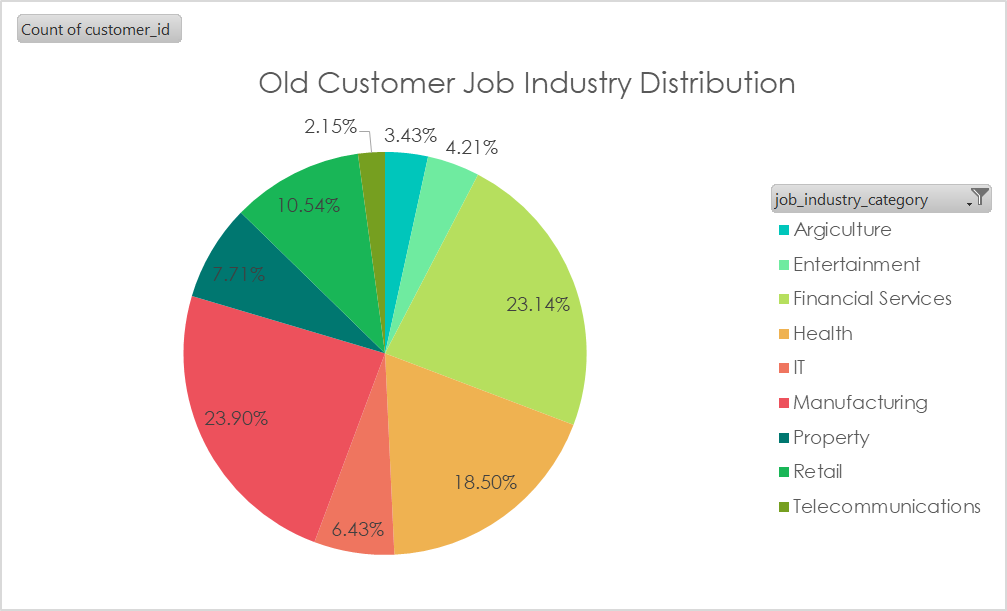 Count of customer_id
Old Customer Job Industry Distribution
2.15%
3.43%
4.21%
10.54%
7.71%
23.14%
23.90%
18.50%
6.43%
job_industry_category
Argiculture
Entertainment
Financial Services
Health
IT
Manufacturing
Property
Retail
Telecommunications